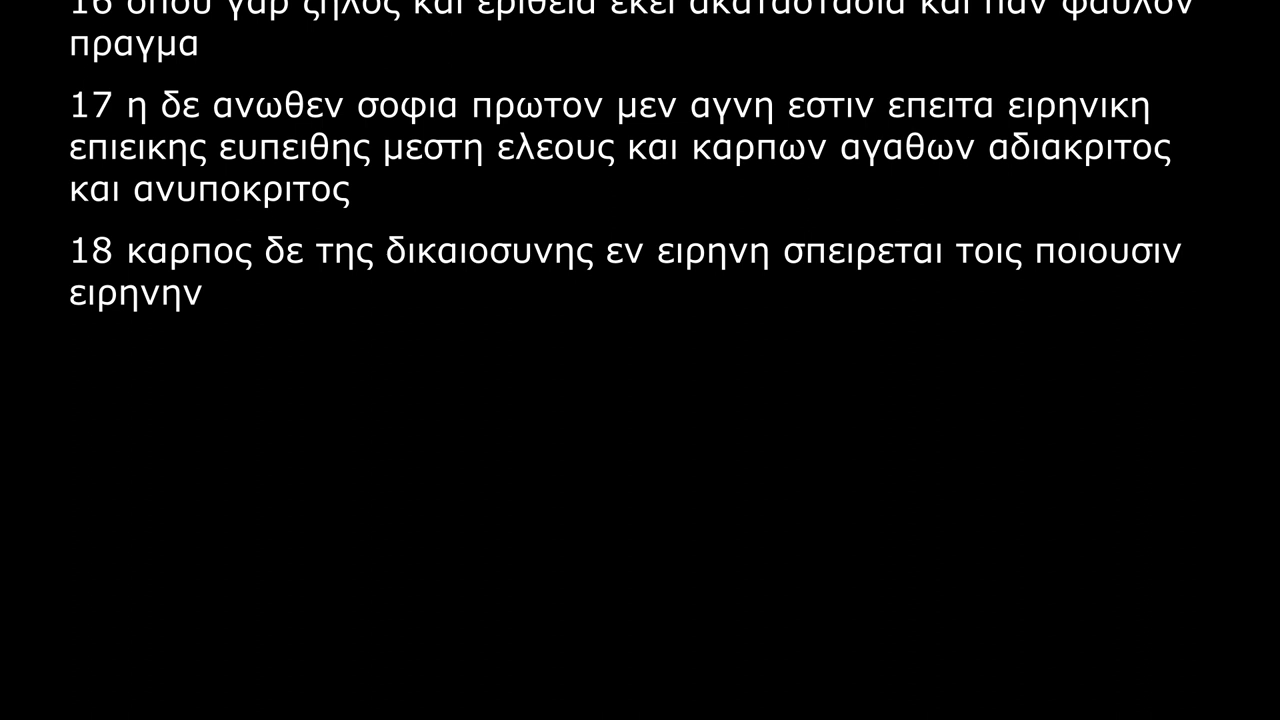 16 οπου γαρ ζηλος και εριθεια εκει ακαταστασια και παν φαυλον
πραγμα
17 η δε ανωθεν σοφια πρωτον μεν αγνη εστιν επειτα ειρηνικη
επιεικης ευπειθης μεστη ελεους και καρπων αγαθων αδιακριτος
και ανυποκριτος
18 καρπος δε της δικαιοσυνης εν ειρηνη σπειρεται τοις ποιουσιν
ειρηνην